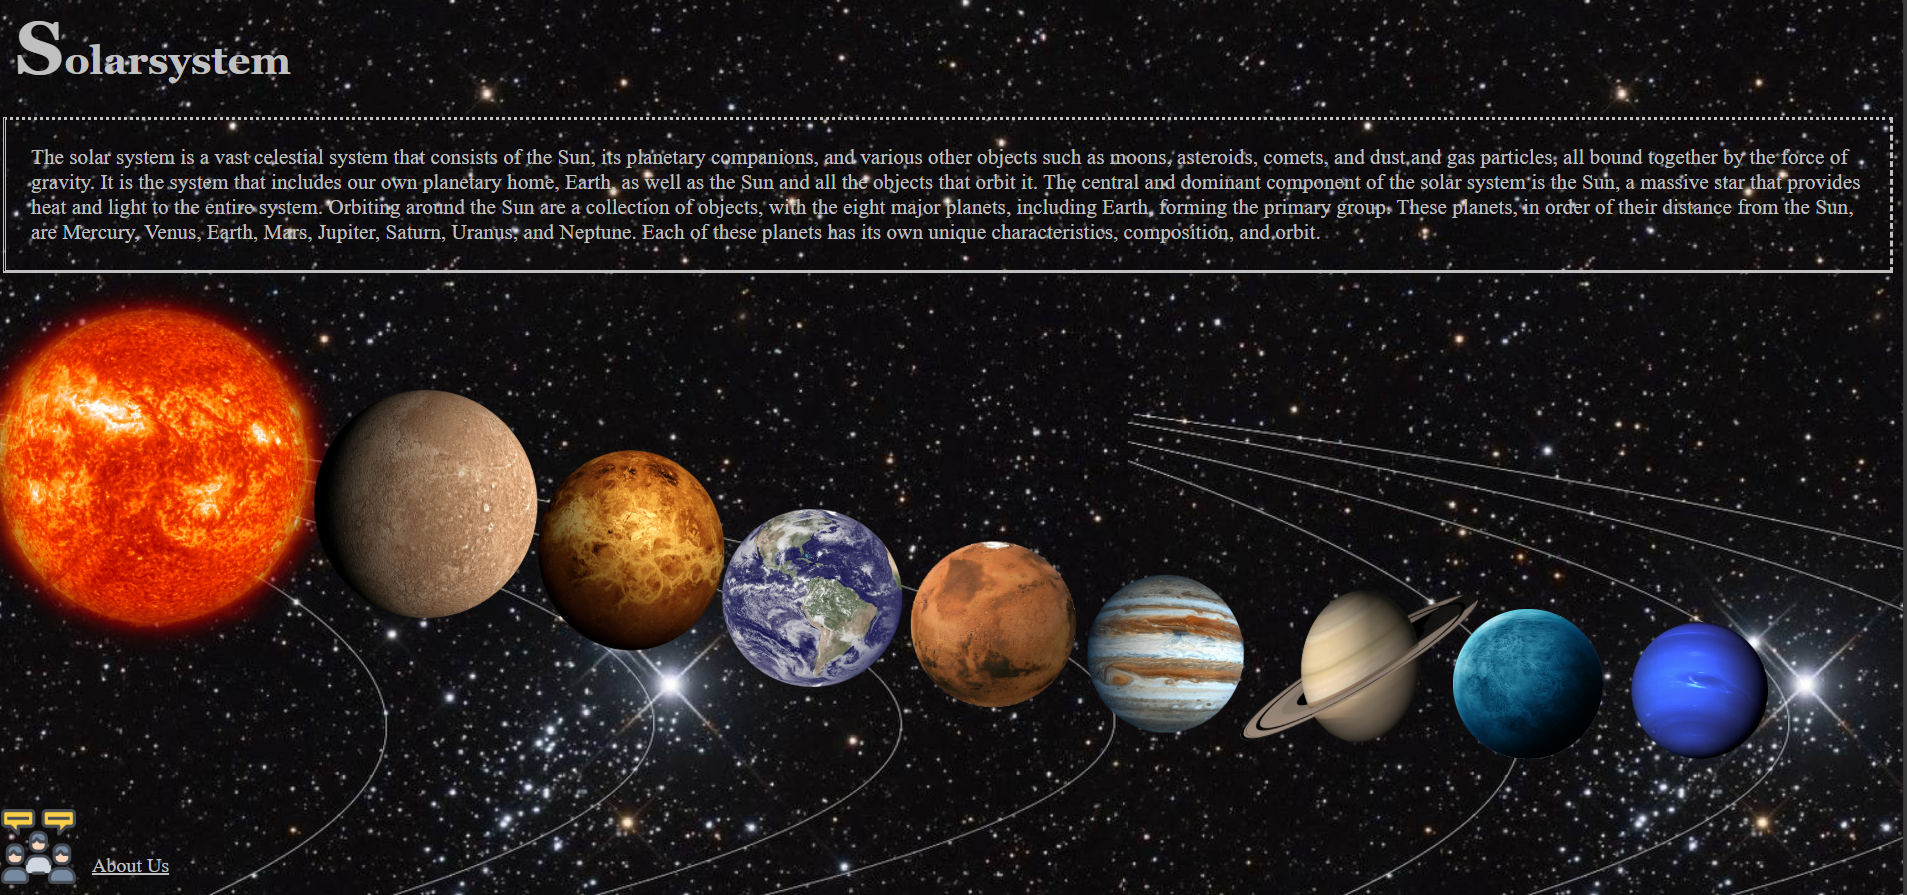 Solarsystem
The solar system is a vast celestial system that consists of the Sun, its planetary companions, and various other objects such as moons, asteroids, comets, and dust and gas particles, all bound together by the force of
gravity. It is the system that includes our own planetary home, Earth, as well as the Sun and all the objects that orbit it. The central and dominant component of the solar system is the Sun, a massive star that provides
heat and light to the entire system. Orbiting around the Sun are a collection of objects, with the eight major planets, including Earth, forming the primary group. These planets, in order of their distance from the Sun,
are Mercury, Venus, Earth, Mars, Jupiter, Saturn, Uranus, and Neptune. Each of these planets has its own unique characteristics, composition, and orbit.
About Us